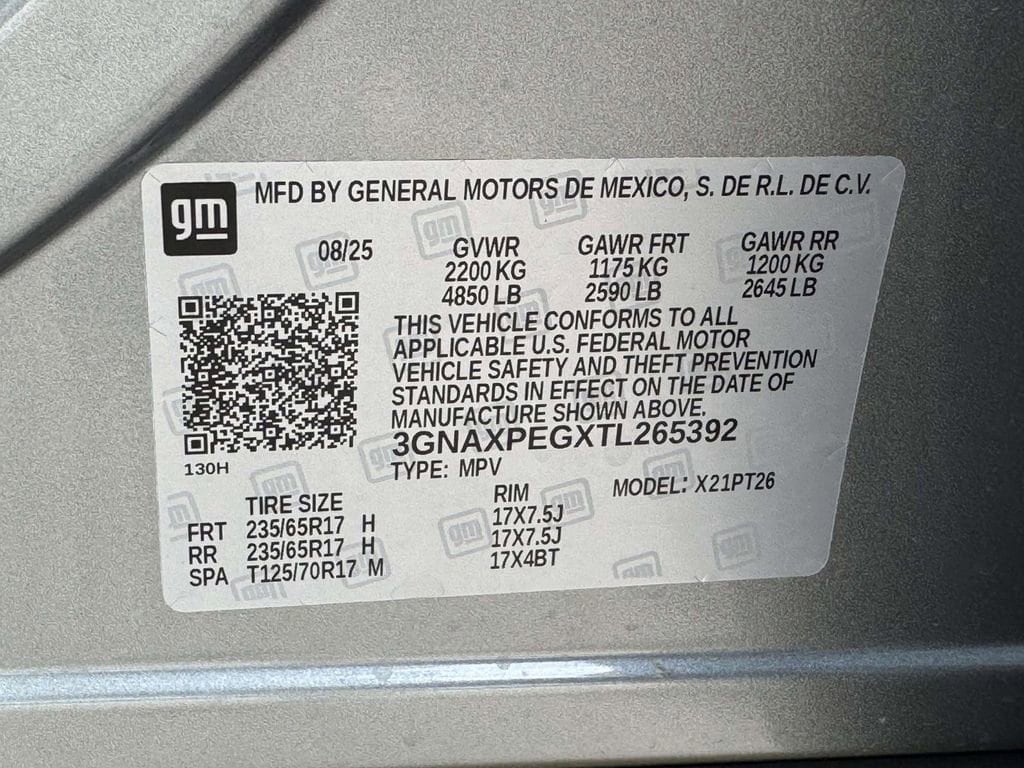 gm
MFD BY GENERAL MOTORS DE MEXICO, S. DE R.L. DE C.V.
08/25 GVWR GAWR FRT GAWR RR
2200 KG 1175 KG 1200 KG
4850 LB 2590 LB 2645 LB
THIS VEHICLE CONFORMS TO ALL
APPLICABLE U.S. FEDERAL MOTOR
VEHICLE SAFETY AND THEFT PREVENTION
STANDARDS IN EFFECT ON THE DATE OF
MANUFACTURE SHOWN ABOVE.
3GNAXPEGXTL265392
130H
TYPE: MPV MODEL: X21PT26
TIRE SIZE RIM
FRT 235/65R17 H 17X7.5J
RR 235/65R17 H 17X7.5J
SPA T125/70R17 M 17X4BT